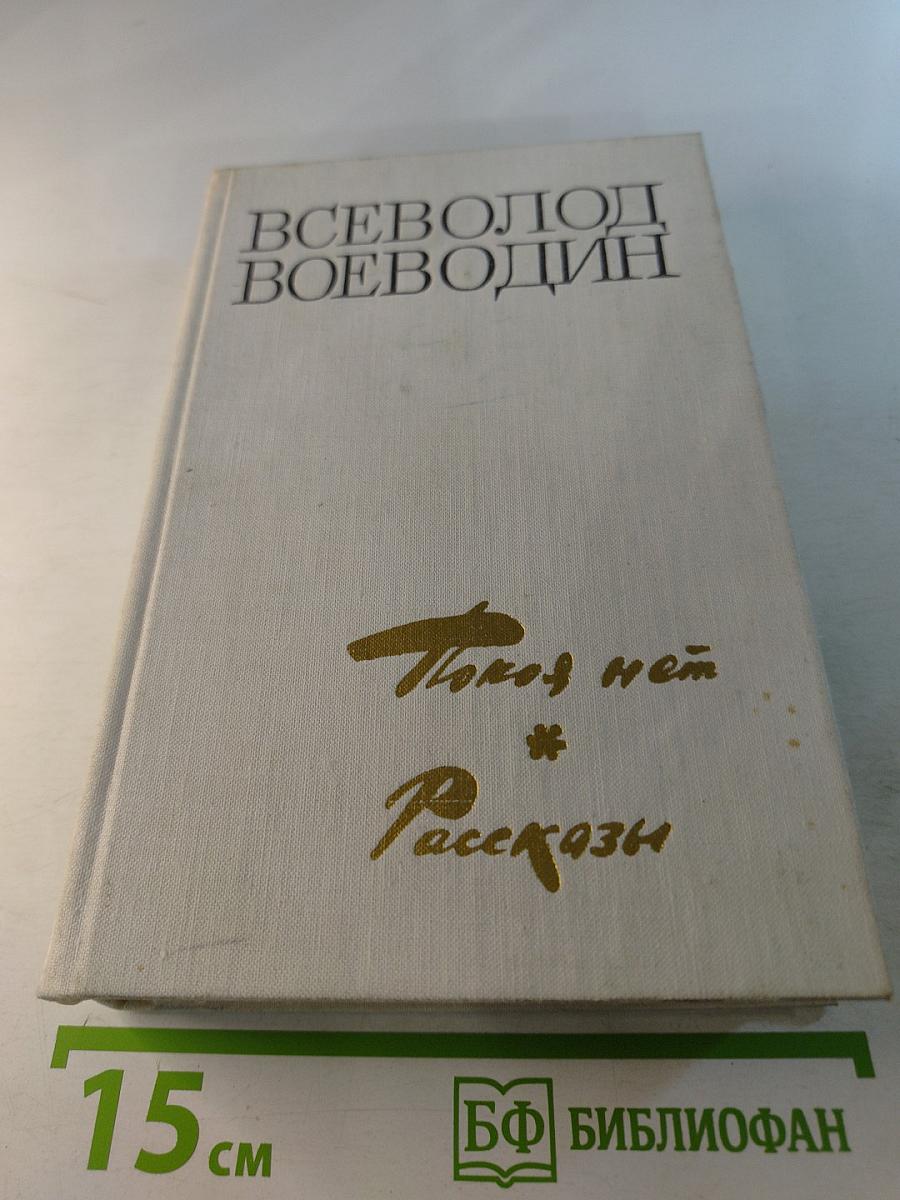 ВСЕВОЛОД
ВОЕВОДИН
Покоя нет
*
Рассказы
15 см
БФ БИБЛИОФАН